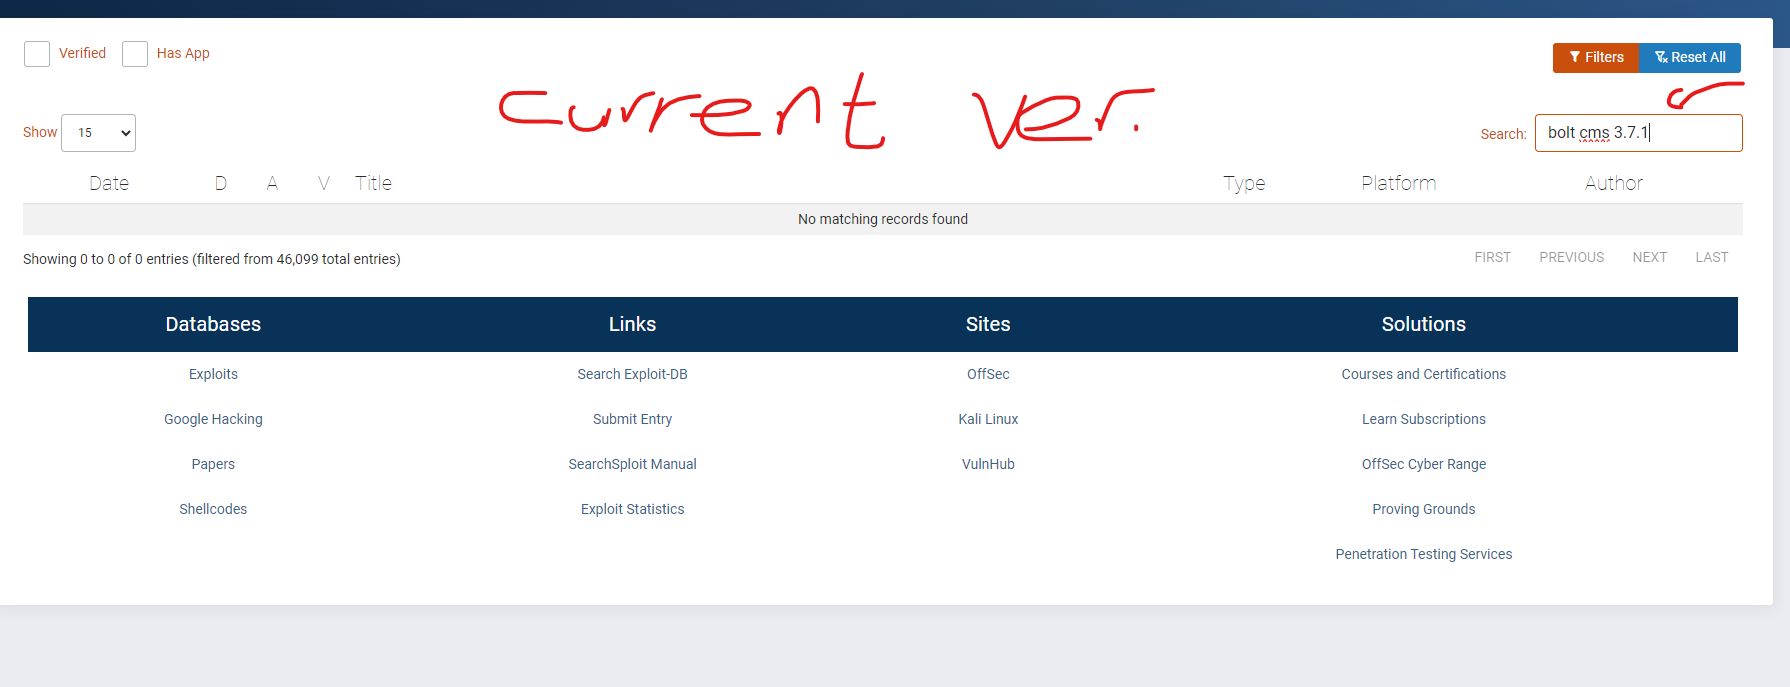 Verified Has App
Filters Reset All
current ver.
Show 15 Search: bolt cms 3.7.1
Date D A V Title Type Platform Author
No matching records found
Showing 0 to 0 of 0 entries (filtered from 46,099 total entries) FIRST PREVIOUS NEXT LAST
Databases Links Sites Solutions
Exploits Search Exploit-DB OffSec Courses and Certifications
Google Hacking Submit Entry Kali Linux Learn Subscriptions
Papers SearchSploit Manual VulnHub OffSec Cyber Range
Shellcodes Exploit Statistics Proving Grounds
Penetration Testing Services